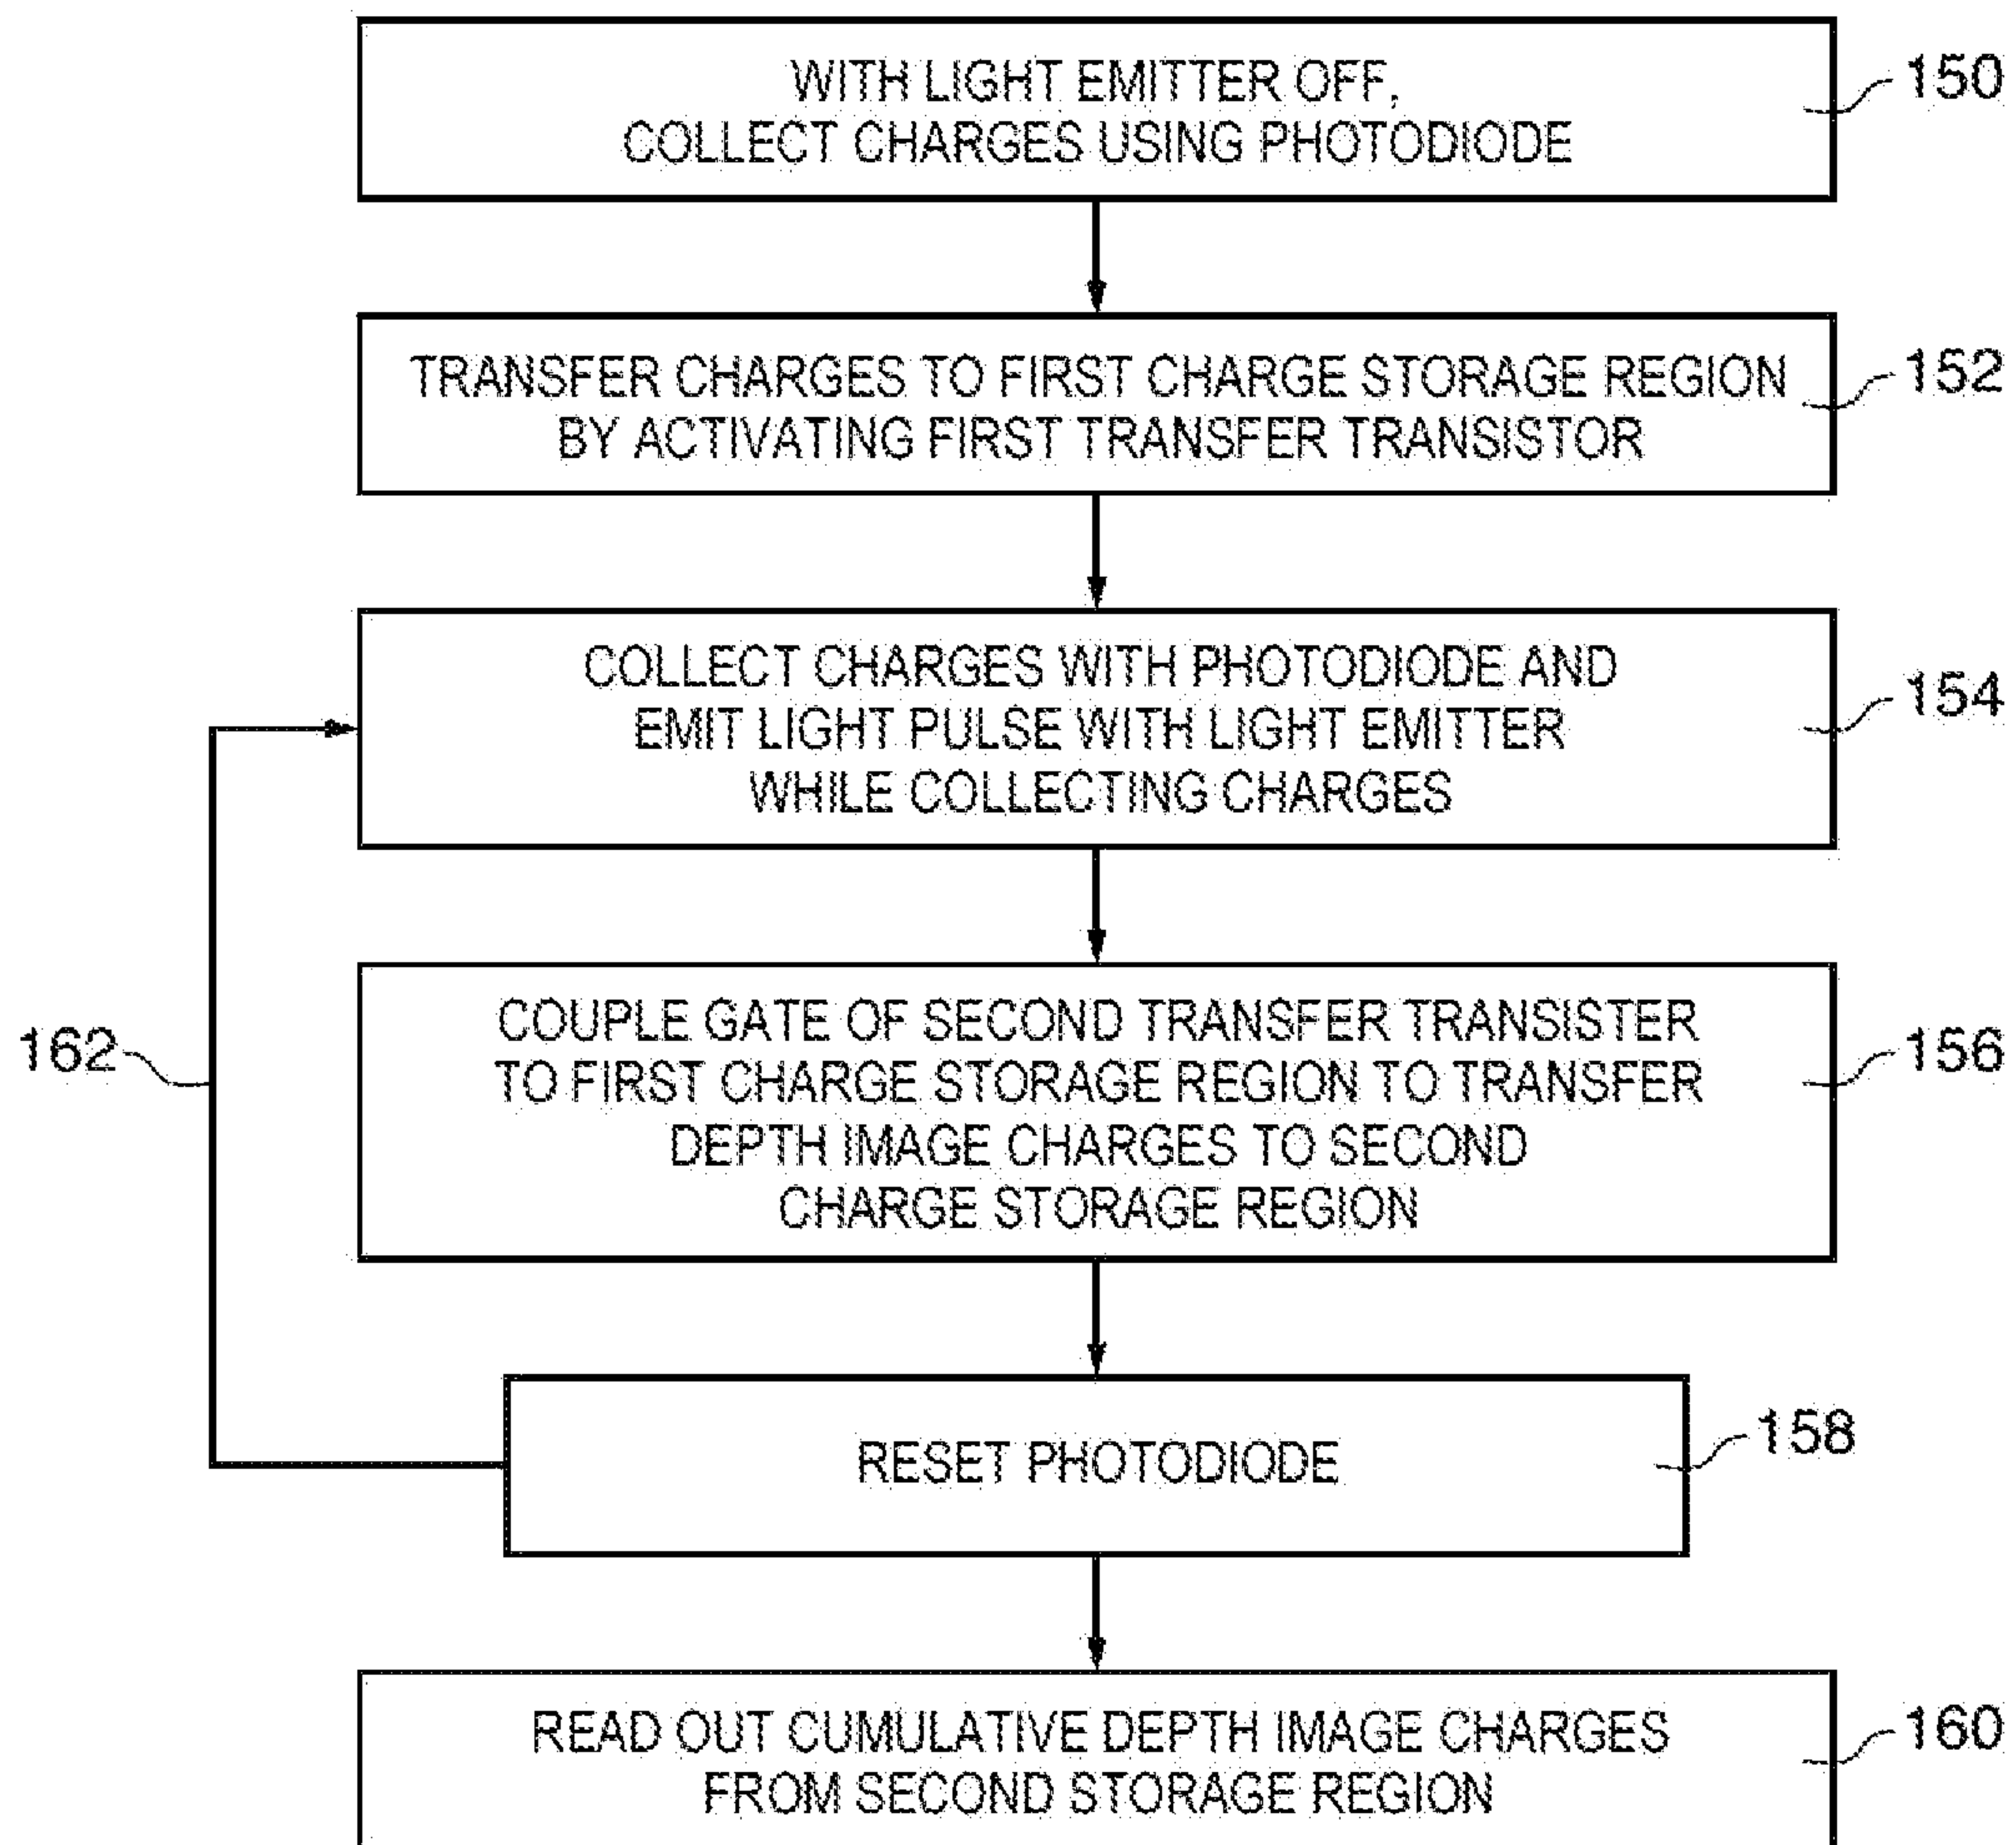 WITH LIGHT EMITTER OFF,
COLLECT CHARGES USING PHOTODIODE
150
TRANSFER CHARGES TO FIRST CHARGE STORAGE REGION
BY ACTIVATING FIRST TRANSFER TRANSISTOR
152
COLLECT CHARGES WITH PHOTODIODE AND
EMIT LIGHT PULSE WITH LIGHT EMITTER
WHILE COLLECTING CHARGES
154
COUPLE GATE OF SECOND TRANSFER TRANSISTER
TO FIRST CHARGE STORAGE REGION TO TRANSFER
DEPTH IMAGE CHARGES TO SECOND
CHARGE STORAGE REGION
156
162
RESET PHOTODIODE
158
READ OUT CUMULATIVE DEPTH IMAGE CHARGES
FROM SECOND STORAGE REGION
160